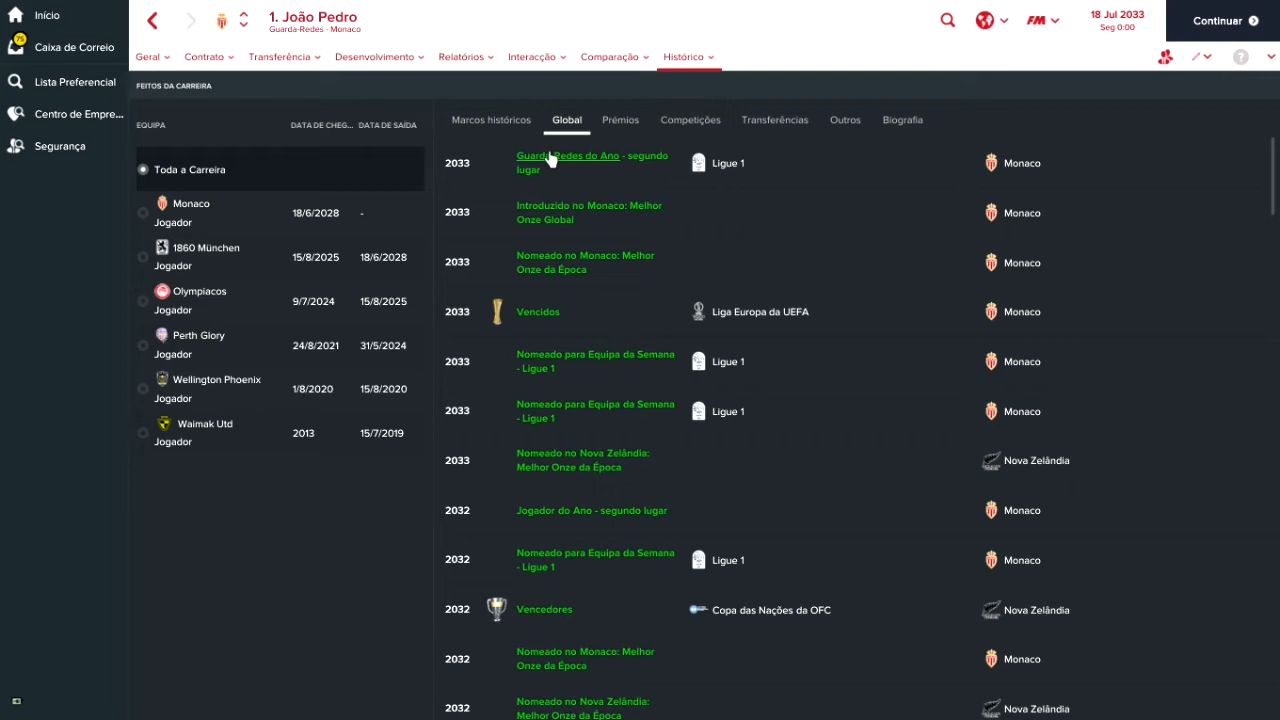 Início
75
Caixa de Correio
Lista Preferencial
Centro de Empre...
Segurança
1. João Pedro
Guarda-Redes - Monaco
FM
18 Jul 2033
Seg 0:00
Continuar
Geral
Contrato
Transferência
Desenvolvimento
Relatórios
Interacção
Comparação
Histórico
?
FEITOS DA CARREIRA
EQUIPA
DATA DE CHEG...
DATA DE SAÍDA
Toda a Carreira
Monaco
Jogador
18/6/2028
-
1860 München
Jogador
15/8/2025
18/6/2028
Olympiacos
Jogador
9/7/2024
15/8/2025
Perth Glory
Jogador
24/8/2021
31/5/2024
Wellington Phoenix
Jogador
1/8/2020
15/8/2020
Waimak Utd
Jogador
2013
15/7/2019
Marcos históricos
Global
Prémios
Competições
Transferências
Outros
Biografia
2033
Guarda-Redes do Ano - segundo
lugar
Ligue 1
Monaco
2033
Introduzido no Monaco: Melhor
Onze Global
Monaco
2033
Nomeado no Monaco: Melhor
Onze da Época
Monaco
2033
Vencidos
Liga Europa da UEFA
Monaco
2033
Nomeado para Equipa da Semana
- Ligue 1
Ligue 1
Monaco
2033
Nomeado para Equipa da Semana
- Ligue 1
Ligue 1
Monaco
2033
Nomeado no Nova Zelândia:
Melhor Onze da Época
Nova Zelândia
2032
Jogador do Ano - segundo lugar
Monaco
2032
Nomeado para Equipa da Semana
- Ligue 1
Ligue 1
Monaco
2032
Vencedores
Copa das Nações da OFC
Nova Zelândia
2032
Nomeado no Monaco: Melhor
Onze da Época
Monaco
2032
Nomeado no Nova Zelândia:
Melhor Onze da Época
Nova Zelândia